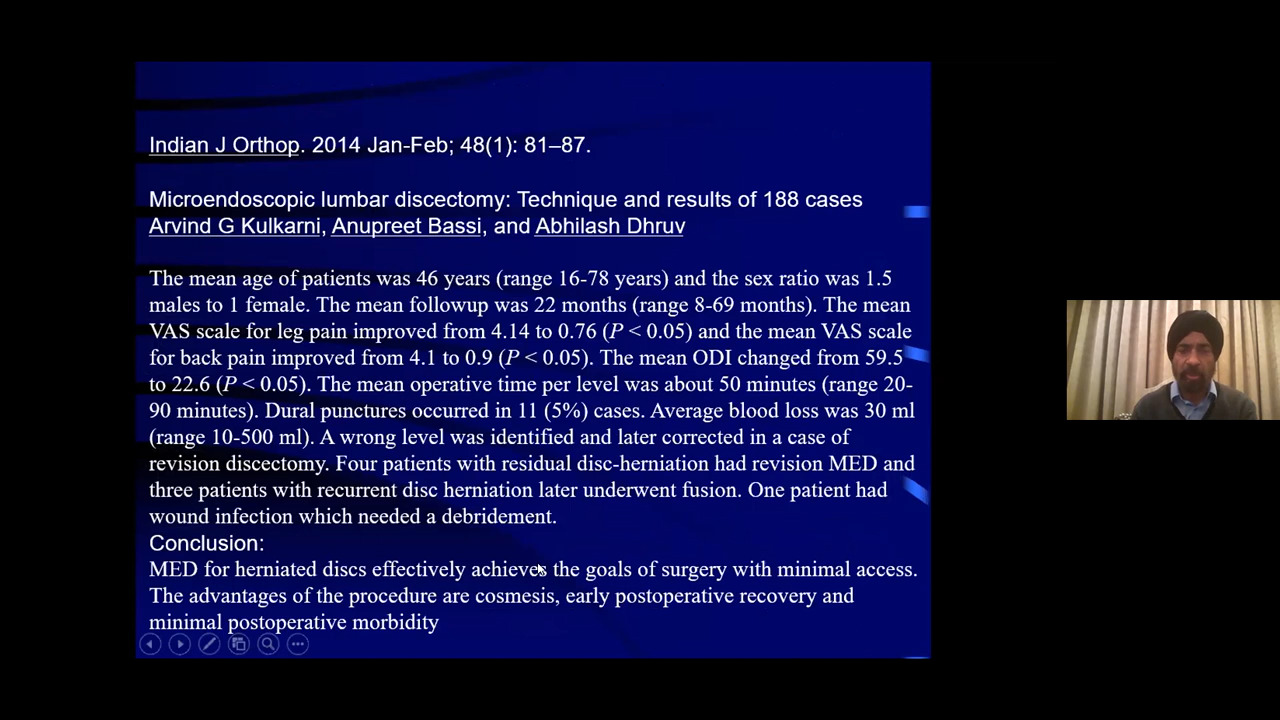 Indian J Orthop. 2014 Jan-Feb; 48(1): 81–87.
Microendoscopic lumbar discectomy: Technique and results of 188 cases
Arvind G Kulkarni, Anupreet Bassi, and Abhilash Dhruv
The mean age of patients was 46 years (range 16-78 years) and the sex ratio was 1.5
males to 1 female. The mean followup was 22 months (range 8-69 months). The mean
VAS scale for leg pain improved from 4.14 to 0.76 (P < 0.05) and the mean VAS scale
for back pain improved from 4.1 to 0.9 (P < 0.05). The mean ODI changed from 59.5
to 22.6 (P < 0.05). The mean operative time per level was about 50 minutes (range 20-
90 minutes). Dural punctures occurred in 11 (5%) cases. Average blood loss was 30 ml
(range 10-500 ml). A wrong level was identified and later corrected in a case of
revision discectomy. Four patients with residual disc-herniation had revision MED and
three patients with recurrent disc herniation later underwent fusion. One patient had
wound infection which needed a debridement.
Conclusion:
MED for herniated discs effectively achieves the goals of surgery with minimal access.
The advantages of the procedure are cosmesis, early postoperative recovery and
minimal postoperative morbidity